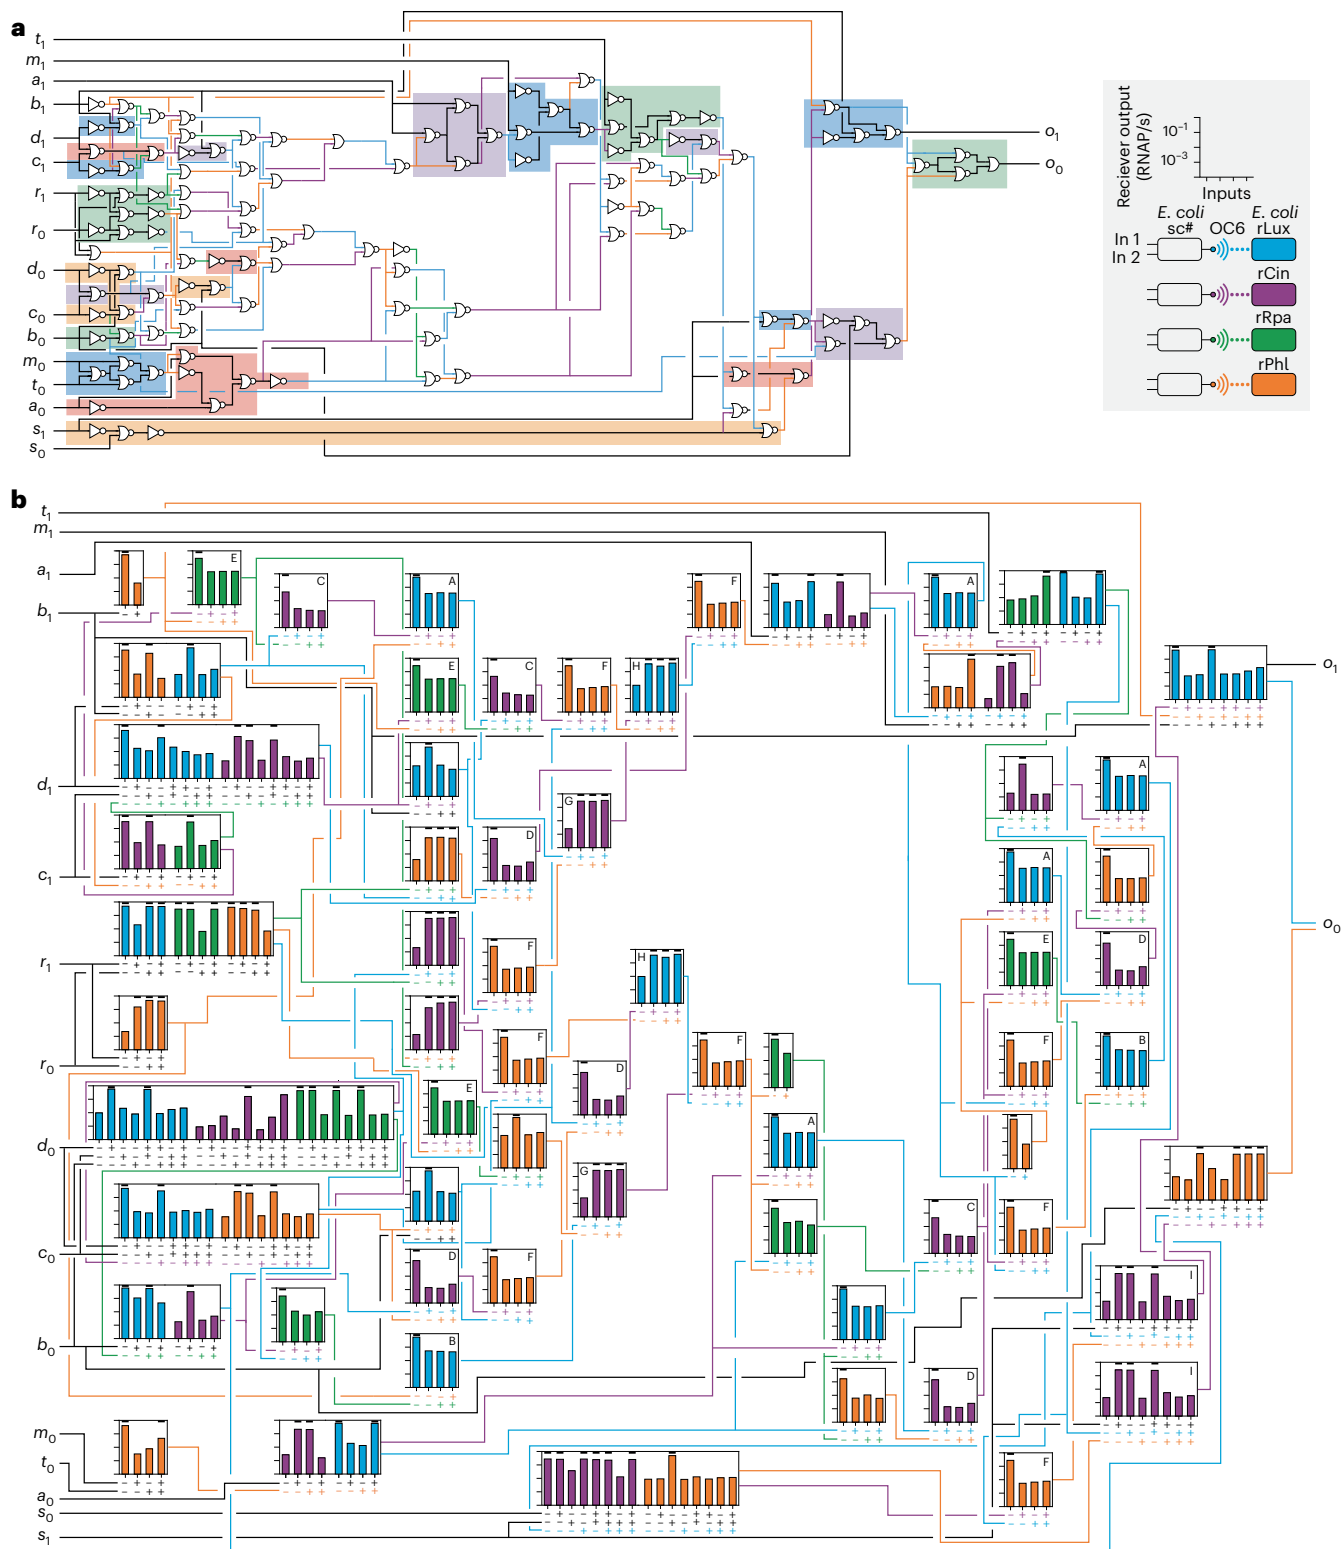 a
t1
m1
a1
b1
d1
c1
r1
r0
d0
c0
b0
m0
t0
a0
s1
s0
o1
o0
Reciever output
(RNAP/s)
10−1
10−3
Inputs
E. coli
sc#
OC6
E. coli
rLux
In 1
In 2
rCin
rRpa
rPhl
b
t1
m1
a1
b1
d1
c1
r1
r0
d0
c0
b0
m0
t0
a0
s0
s1
E
C
A
F
A
E
C
F
H
G
D
A
A
F
E
D
H
F
F
B
D
E
A
G
C
F
D
F
I
B
D
I
F
o1
o0